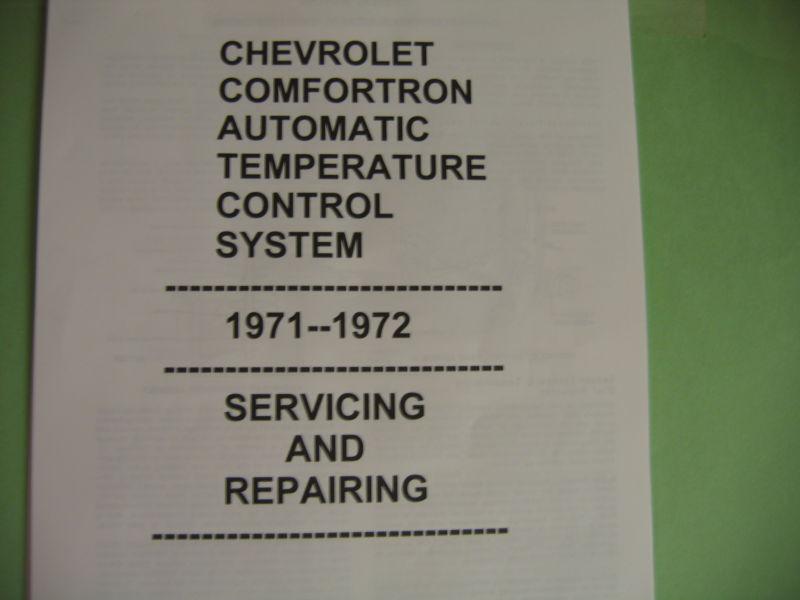 CHEVROLET
COMFORTRON
AUTOMATIC
TEMPERATURE
CONTROL
SYSTEM
----------------------------
1971--1972
----------------------------
SERVICING
AND
REPAIRING
-----------------------------